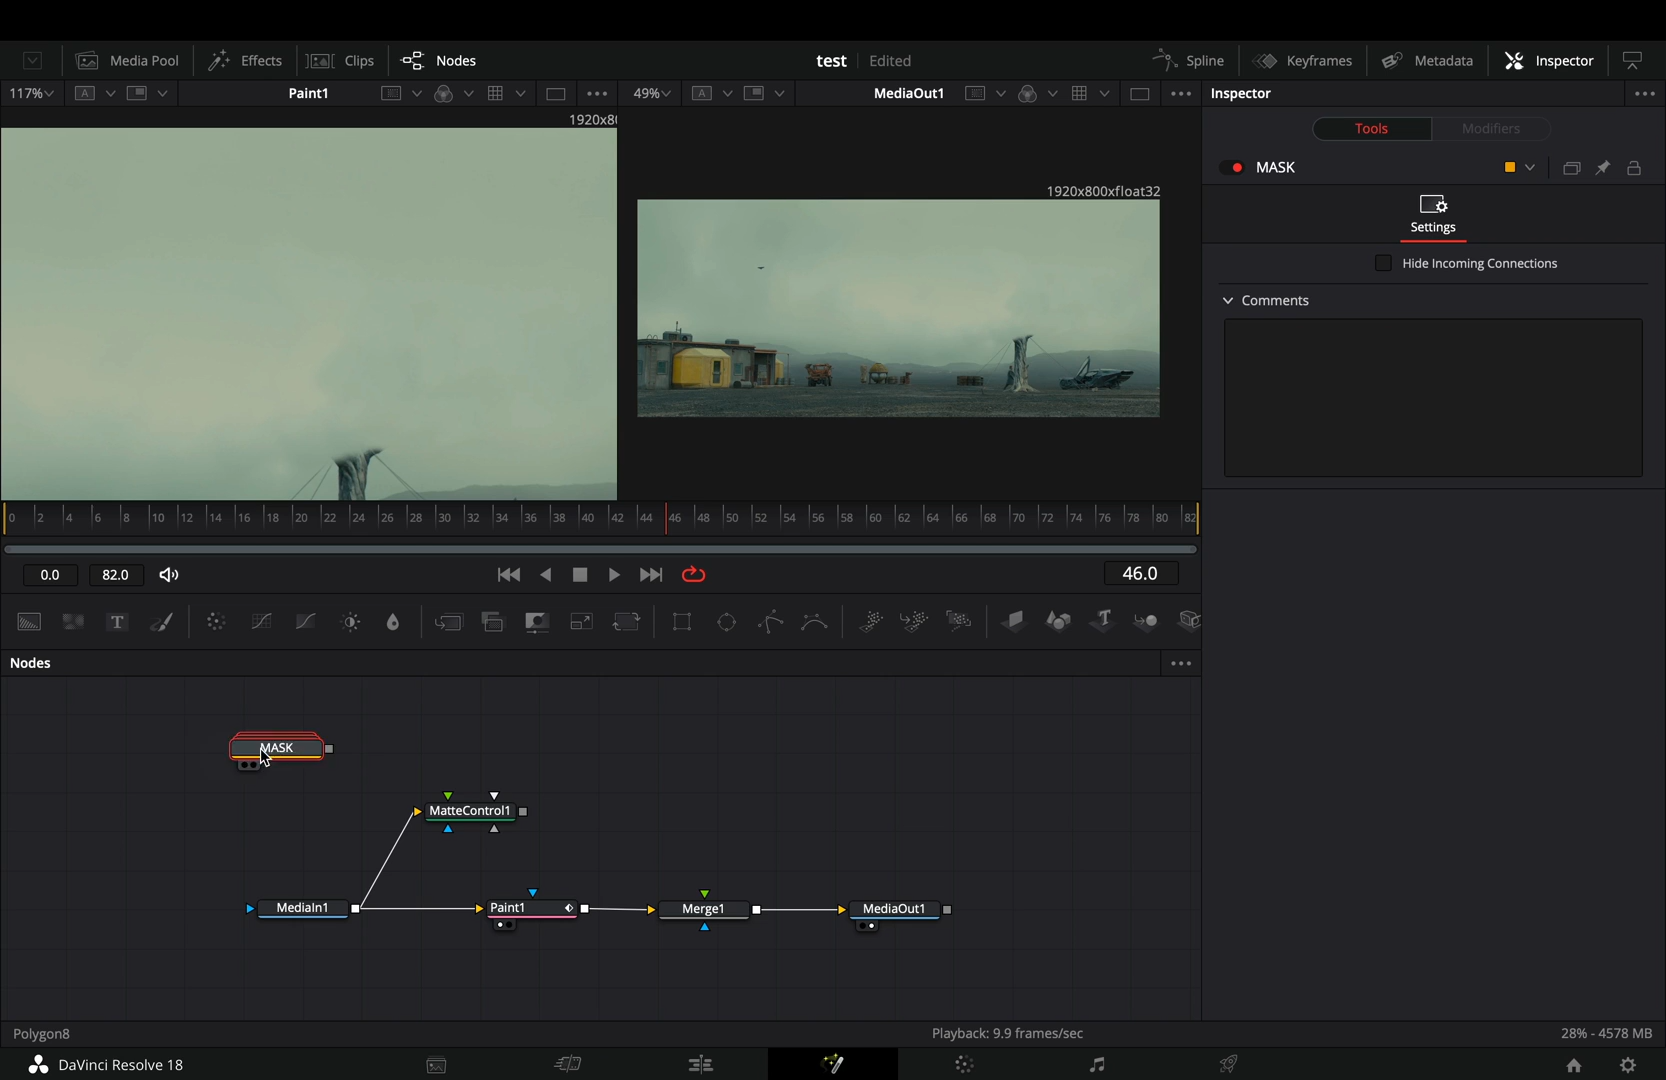 Media Pool Effects Clips Nodes test Edited Spline Keyframes Metadata Inspector
117% A Paint1 49% A MediaOut1 Inspector
1920x80
Tools Modifiers
MASK
1920x800xfloat32
Settings
Hide Incoming Connections
Comments
0 2 4 6 8 10 12 14 16 18 20 22 24 26 28 30 32 34 36 38 40 42 44 46 48 50 52 54 56 58 60 62 64 66 68 70 72 74 76 78 80 82
0.0 82.0 46.0
T T
Nodes
MASK
MatteControl1
MediaIn1 Paint1 Merge1 MediaOut1
Polygon8 Playback: 9.9 frames/sec 28% - 4578 MB
DaVinci Resolve 18